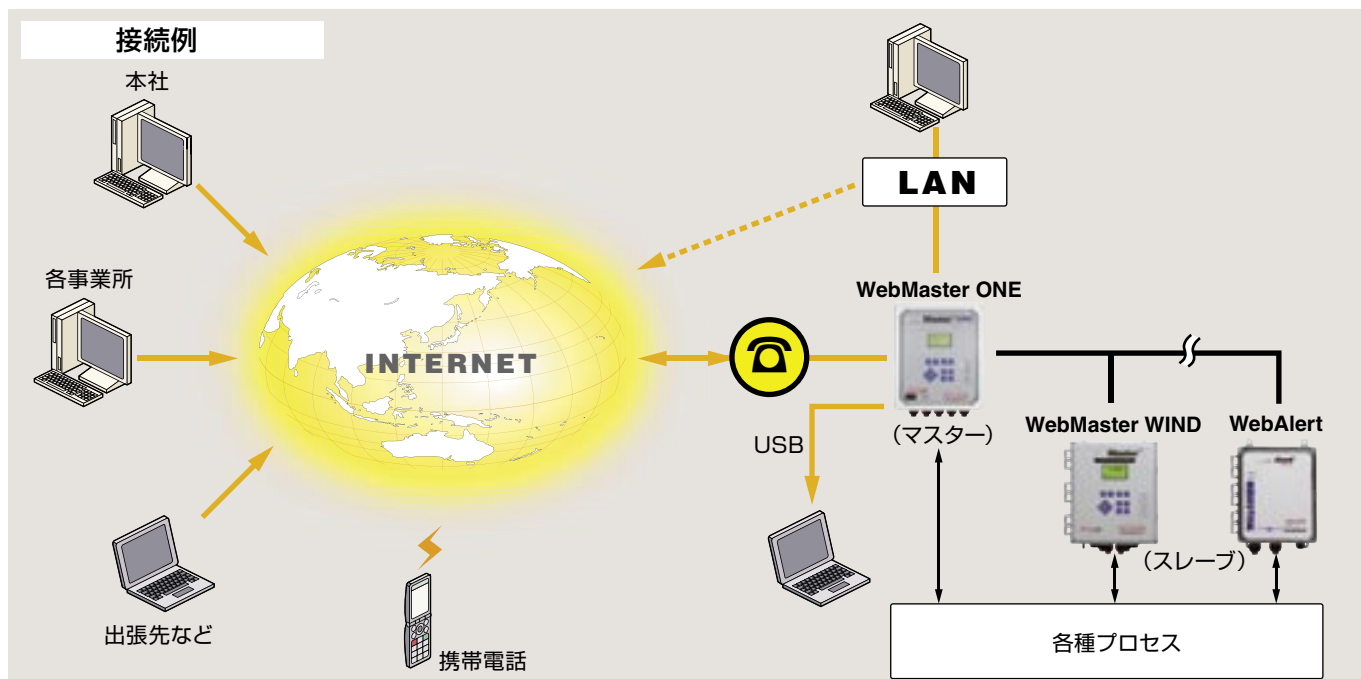 接続例
本社
各事業所
出張先など
INTERNET
携帯電話
LAN
WebMaster ONE
（マスター）
USB
WebMaster WIND
（スレーブ）
WebAlert
各種プロセス